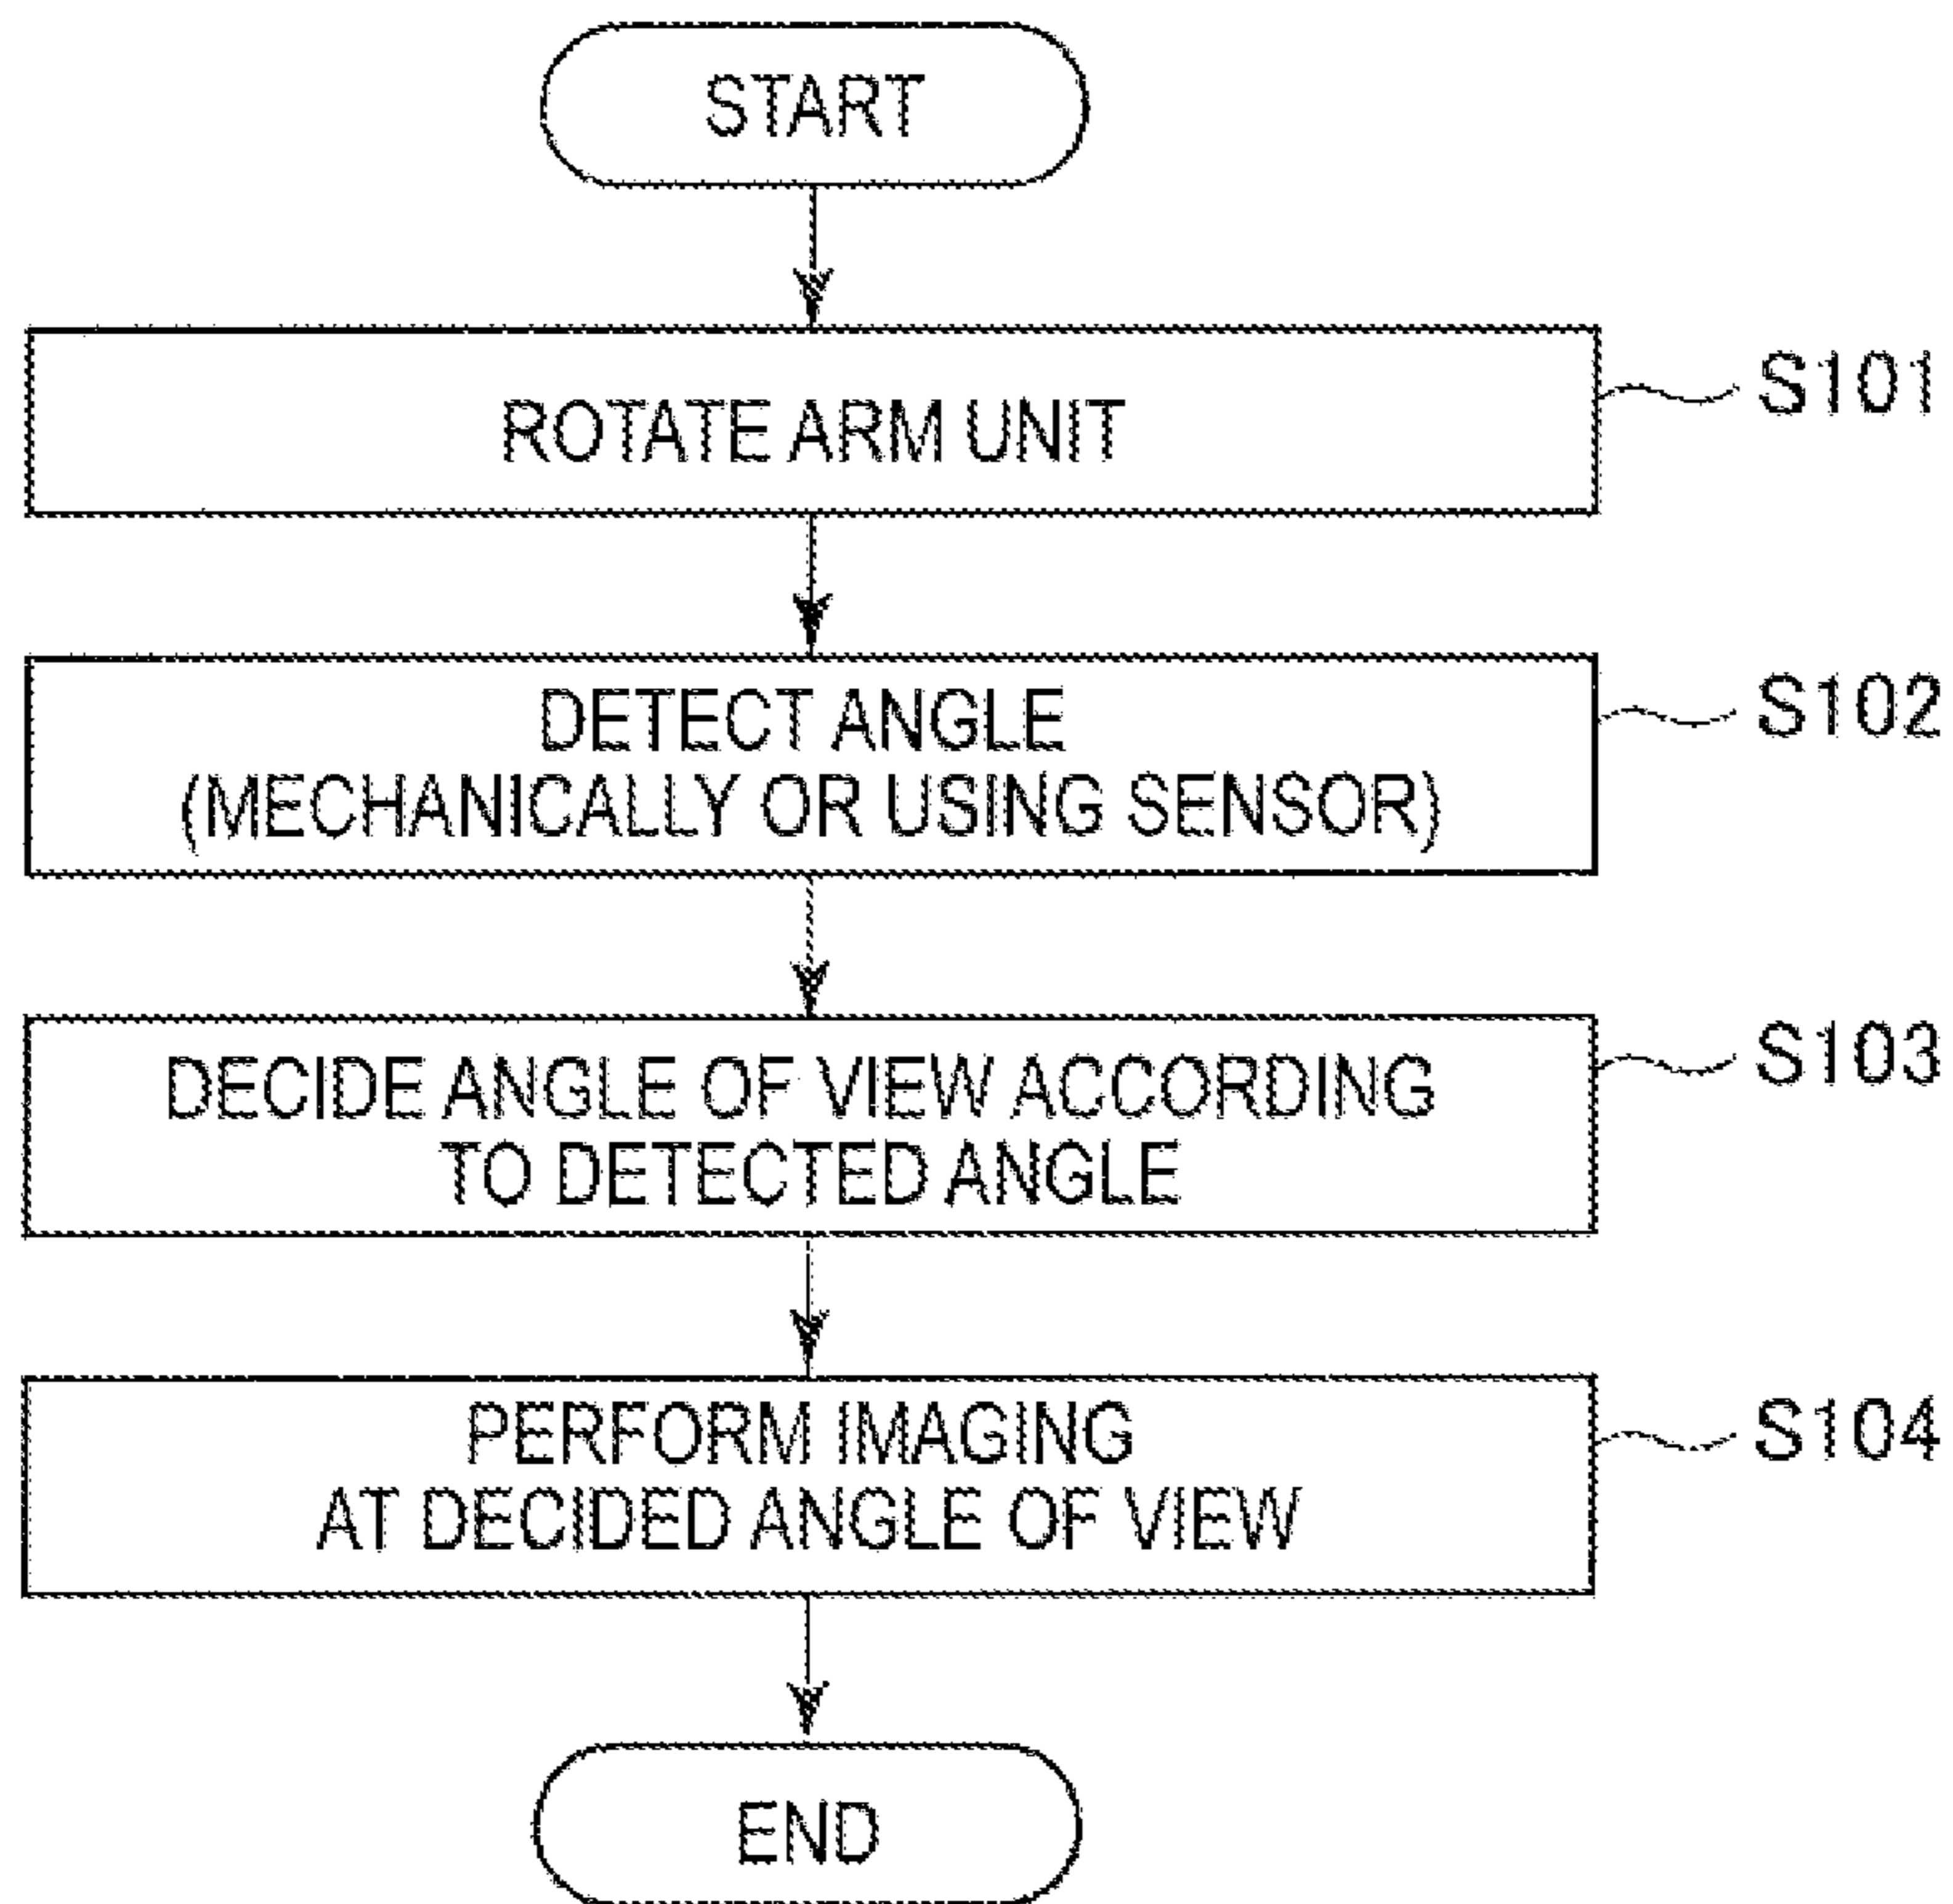 START
ROTATE ARM UNIT
S101
DETECT ANGLE
(MECHANICALLY OR USING SENSOR)
S102
DECIDE ANGLE OF VIEW ACCORDING
TO DETECTED ANGLE
S103
PERFORM IMAGING
AT DECIDED ANGLE OF VIEW
S104
END